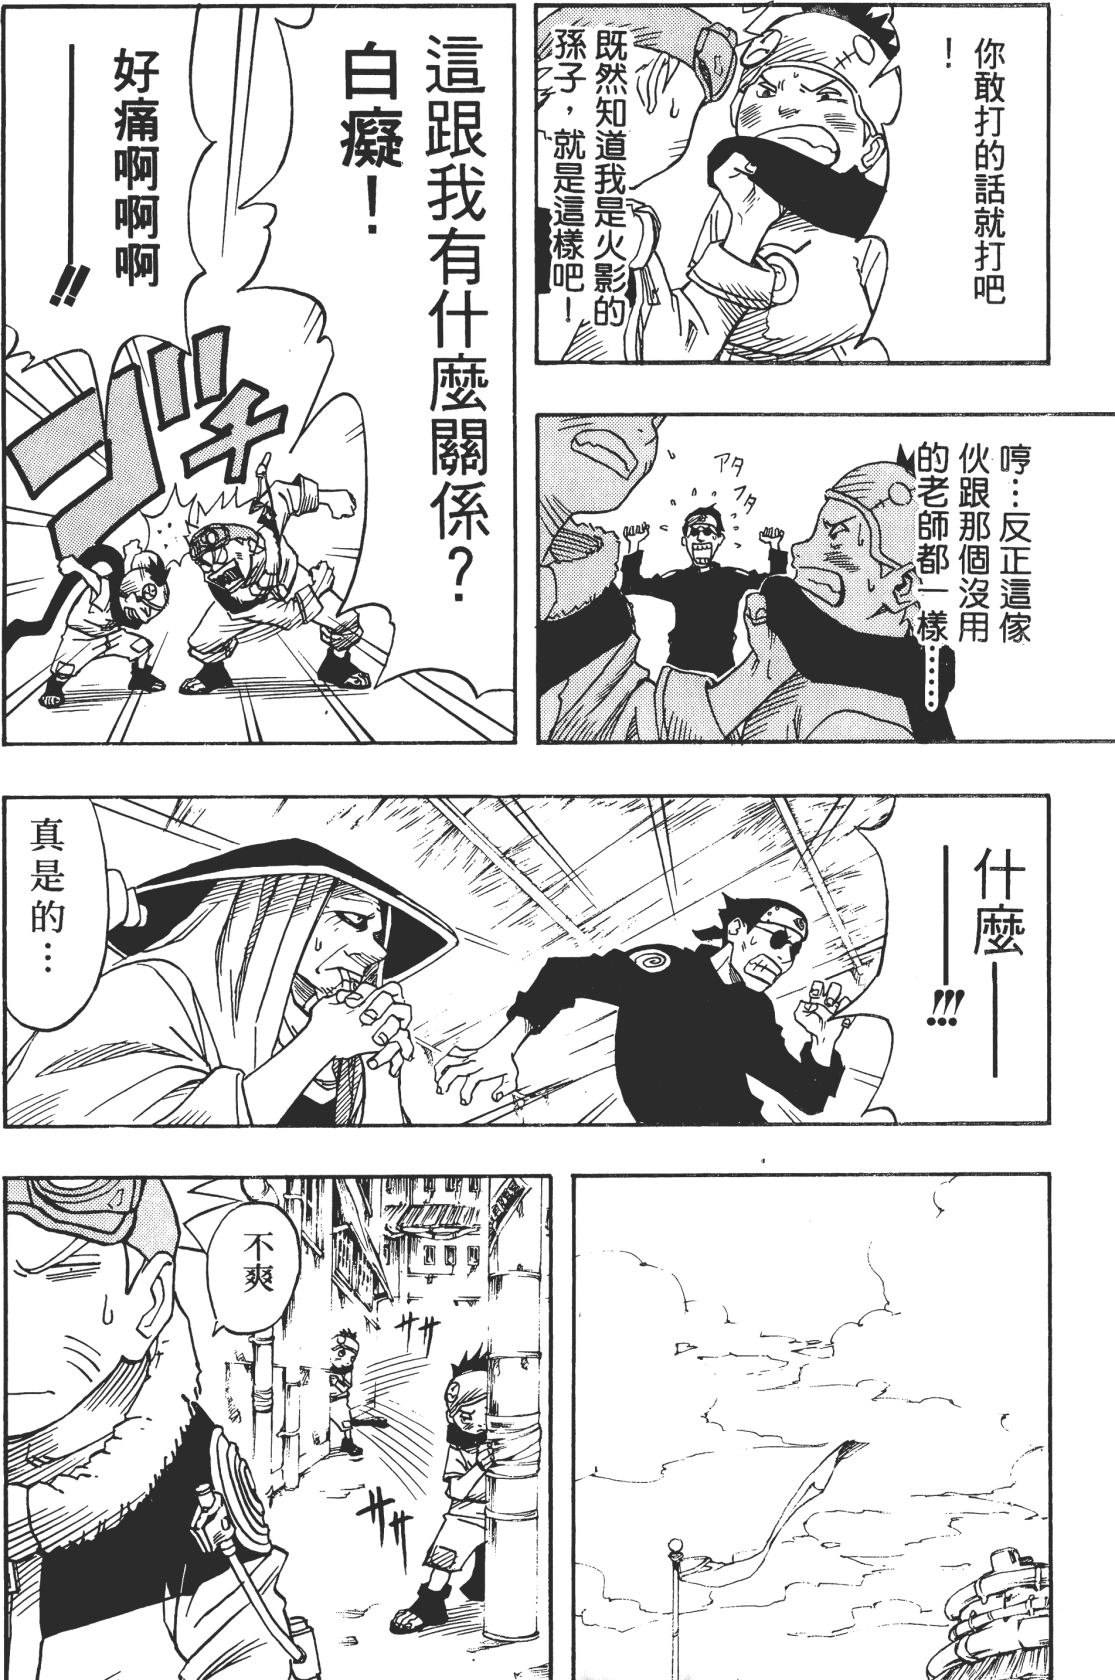 你敢打的話就打吧
！
既然知道我是火影的
孫子，就是這樣吧！
哼…反正這傢
伙跟那個沒用
的老師都一樣………
アタ
フタ
這跟我有什麼關係？
白癡！
好痛啊啊啊
——!!
ゴチ
什麼——
——!!!
真是的…
不爽
ササ
ササ